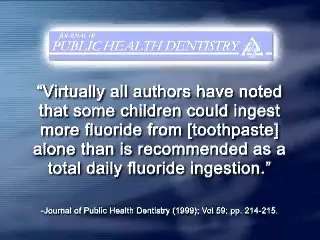 JOURNAL OF
PUBLIC HEALTH DENTISTRY
“Virtually all authors have noted
that some children could ingest
more fluoride from [toothpaste]
alone than is recommended as a
total daily fluoride ingestion.”
-Journal of Public Health Dentistry (1999); Vol 59; pp. 214-215.